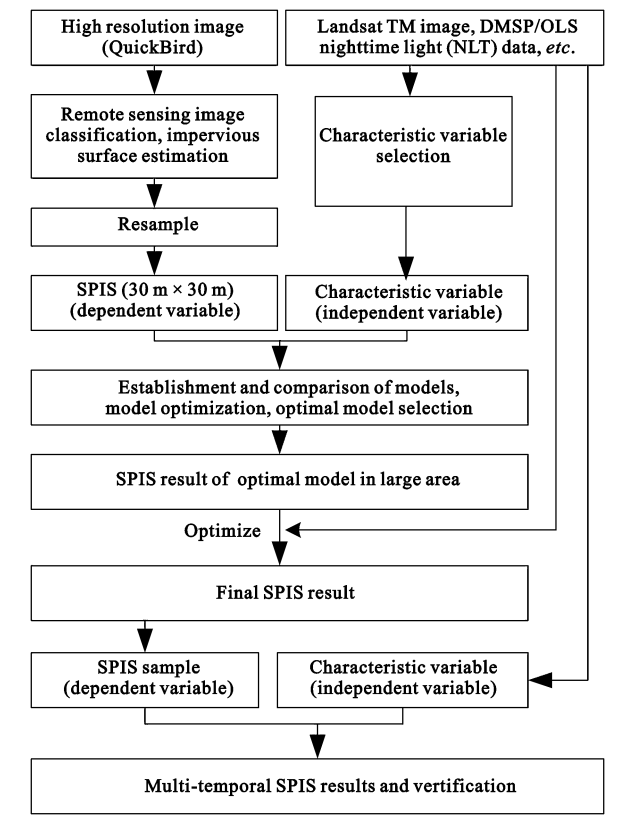 High resolution image
(QuickBird)
Landsat TM image, DMSP/OLS
nighttime light (NLT) data, etc.
Remote sensing image
classification, impervious
surface estimation
Characteristic variable
selection
Resample
SPIS (30 m × 30 m)
(dependent variable)
Characteristic variable
(independent variable)
Establishment and comparison of models,
model optimization, optimal model selection
SPIS result of optimal model in large area
Optimize
Final SPIS result
SPIS sample
(dependent variable)
Characteristic variable
(independent variable)
Multi-temporal SPIS results and vertification